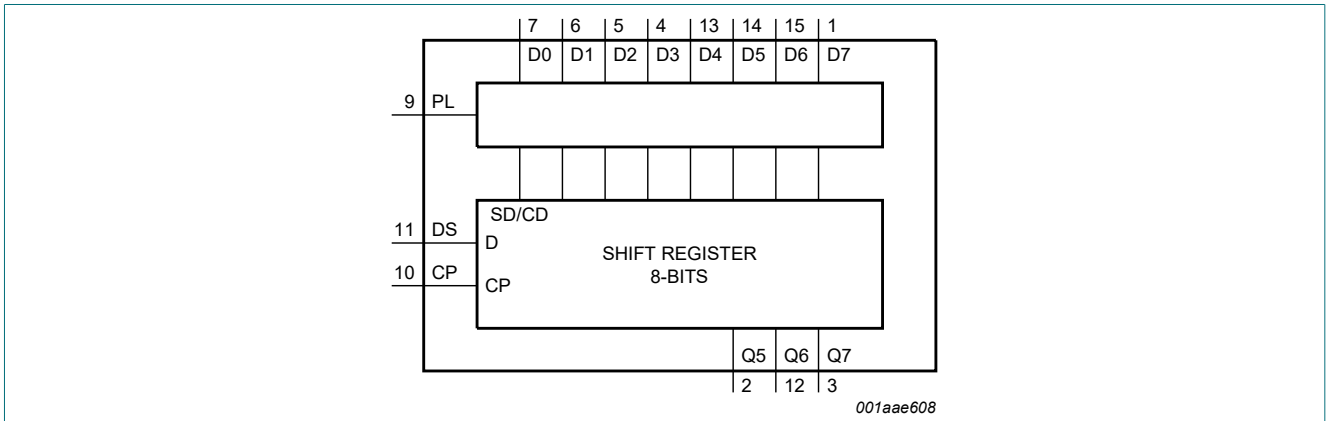 7 6 5 4 13 14 15 1
D0 D1 D2 D3 D4 D5 D6 D7
9 PL
SD/CD
11 DS D
SHIFT REGISTER
8-BITS
10 CP CP
Q5 Q6 Q7
2 12 3
001aae608